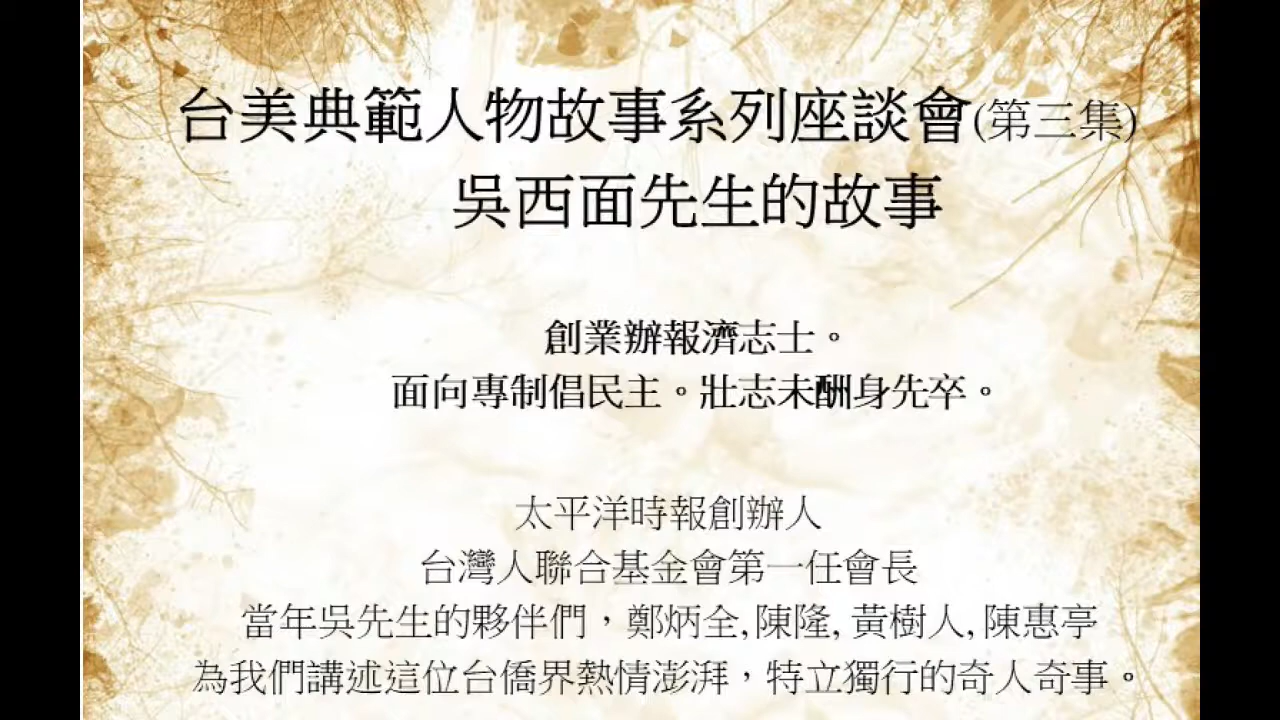 台美典範人物故事系列座談會(第三集)
吳西面先生的故事
創業辦報濟志士。
面向專制倡民主。壯志未酬身先卒。
太平洋時報創辦人
台灣人聯合基金會第一任會長
當年吳先生的夥伴們，鄭炳全, 陳隆, 黃樹人, 陳惠亭
為我們講述這位台僑界熱情澎湃，特立獨行的奇人奇事。